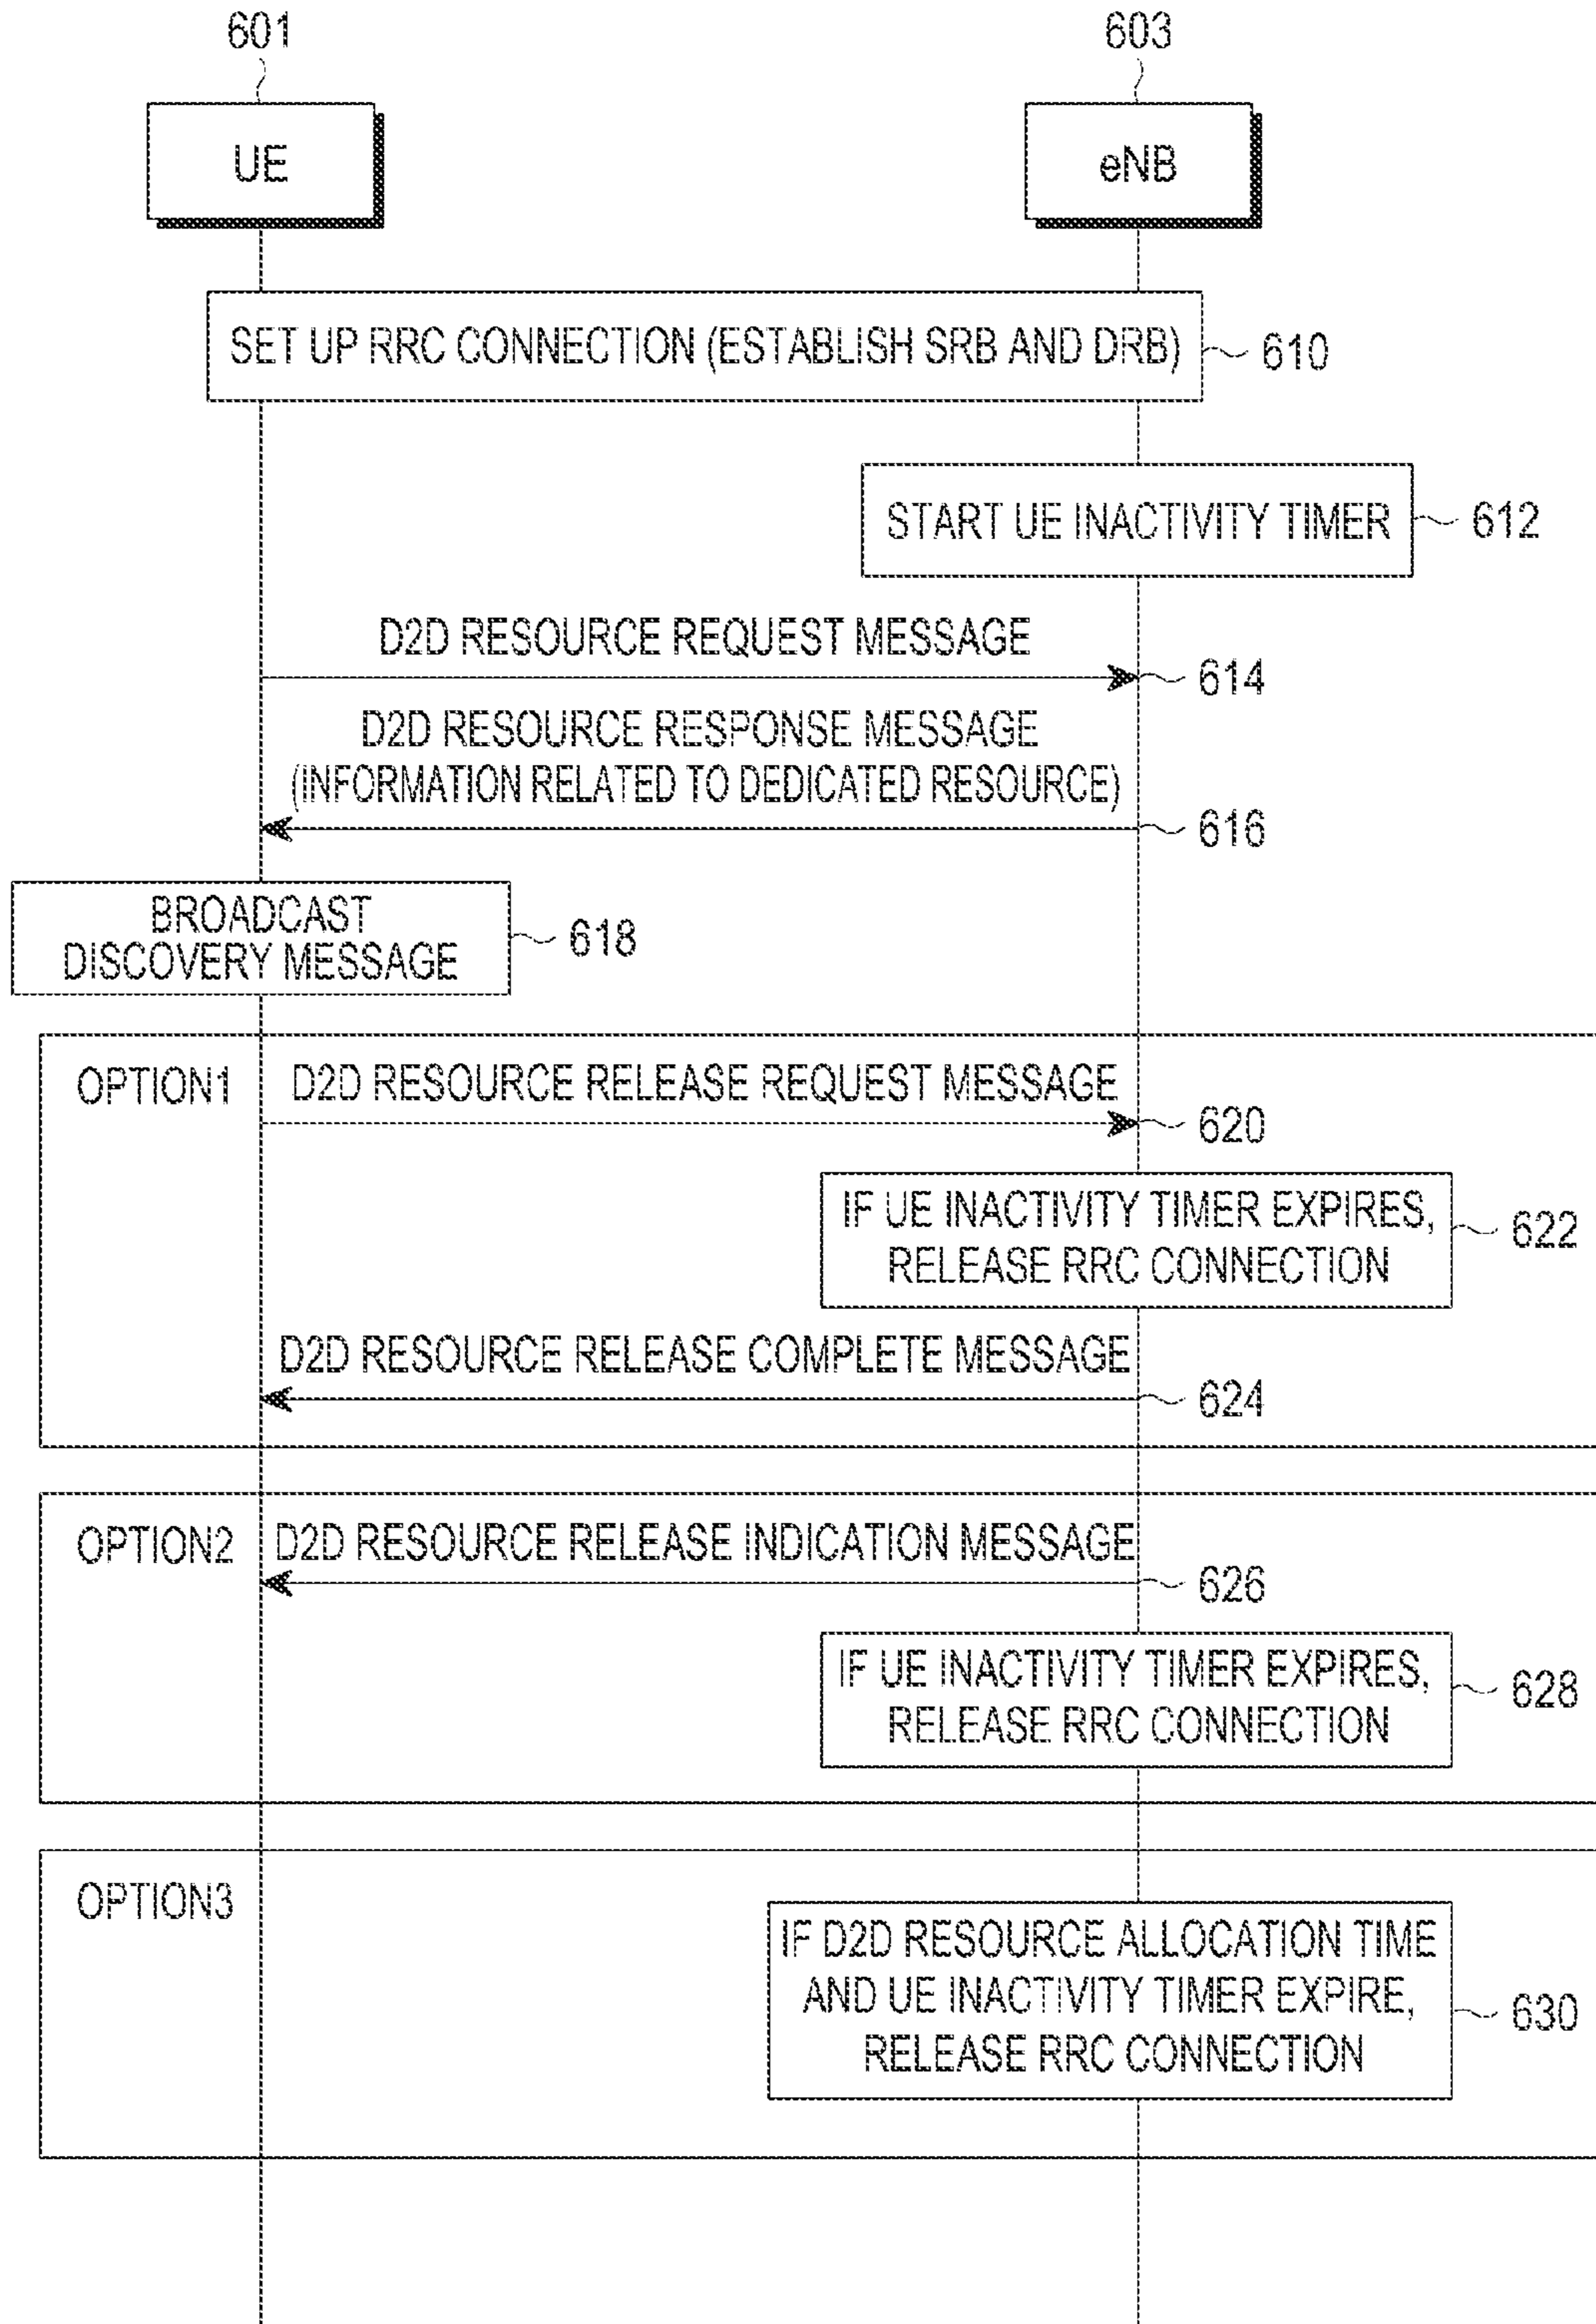 601
603
UE
eNB
SET UP RRC CONNECTION (ESTABLISH SRB AND DRB)
610
START UE INACTIVITY TIMER
612
D2D RESOURCE REQUEST MESSAGE
614
D2D RESOURCE RESPONSE MESSAGE
(INFORMATION RELATED TO DEDICATED RESOURCE)
616
BROADCAST
DISCOVERY MESSAGE
618
OPTION1
D2D RESOURCE RELEASE REQUEST MESSAGE
620
IF UE INACTIVITY TIMER EXPIRES,
RELEASE RRC CONNECTION
622
D2D RESOURCE RELEASE COMPLETE MESSAGE
624
OPTION2
D2D RESOURCE RELEASE INDICATION MESSAGE
626
IF UE INACTIVITY TIMER EXPIRES,
RELEASE RRC CONNECTION
628
OPTION3
IF D2D RESOURCE ALLOCATION TIME
AND UE INACTIVITY TIMER EXPIRE,
RELEASE RRC CONNECTION
630